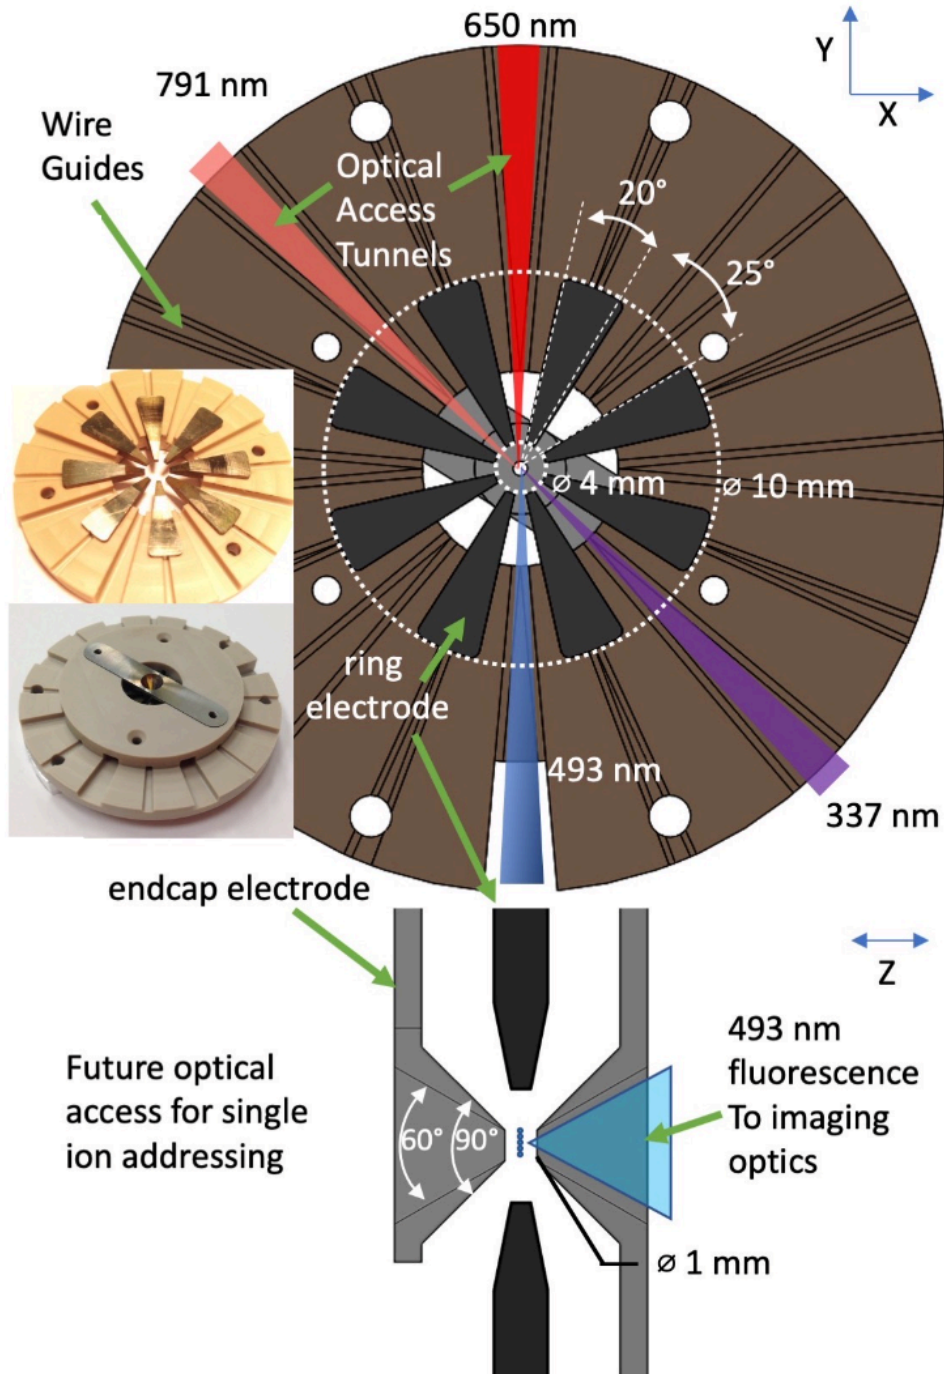 650 nm
791 nm
Y
X
Wire
Guides
Optical
Access
Tunnels
20°
25°
⌀ 4 mm
⌀ 10 mm
ring
electrode
493 nm
337 nm
endcap electrode
Z
Future optical
access for single
ion addressing
60°
90°
493 nm
fluorescence
To imaging
optics
⌀ 1 mm